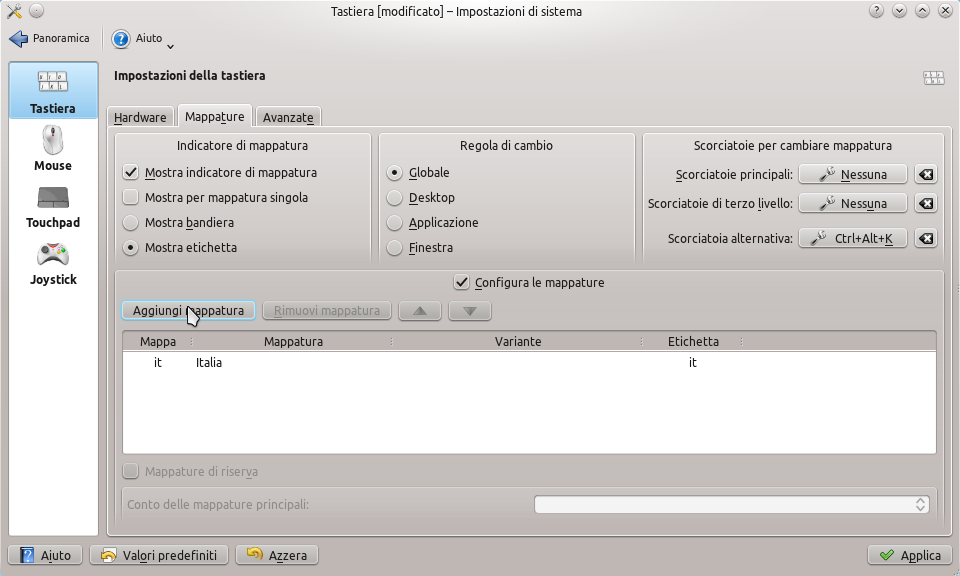 Tastiera [modificato] – Impostazioni di sistema
Panoramica
Aiuto
Impostazioni della tastiera
Tastiera
Mouse
Touchpad
Joystick
Hardware Mappature Avanzate
Indicatore di mappatura
Mostra indicatore di mappatura
Mostra per mappatura singola
Mostra bandiera
Mostra etichetta
Regola di cambio
Globale
Desktop
Applicazione
Finestra
Scorciatoie per cambiare mappatura
Scorciatoie principali: Nessuna
Scorciatoie di terzo livello: Nessuna
Scorciatoia alternativa: Ctrl+Alt+K
Configura le mappature
Aggiungi mappatura Rimuovi mappatura
Mappa Mappatura Variante Etichetta
it Italia it
Mappature di riserva
Conto delle mappature principali:
Aiuto Valori predefiniti Azzera Applica